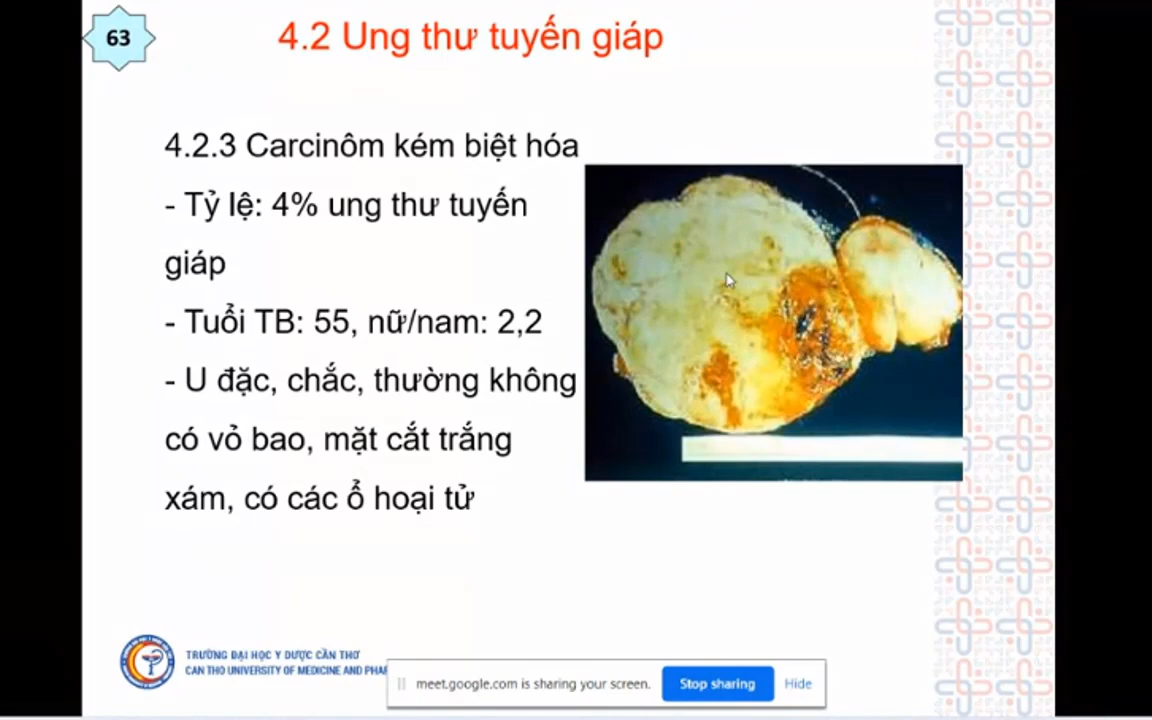 63
4.2 Ung thư tuyến giáp
4.2.3 Carcinôm kém biệt hóa
- Tỷ lệ: 4% ung thư tuyến
giáp
- Tuổi TB: 55, nữ/nam: 2,2
- U đặc, chắc, thường không
có vỏ bao, mặt cắt trắng
xám, có các ổ hoại tử
TRƯỜNG ĐẠI HỌC Y DƯỢC CẦN THƠ
CAN THO UNIVERSITY OF MEDICINE AND PHAR
meet.google.com is sharing your screen.
Stop sharing
Hide